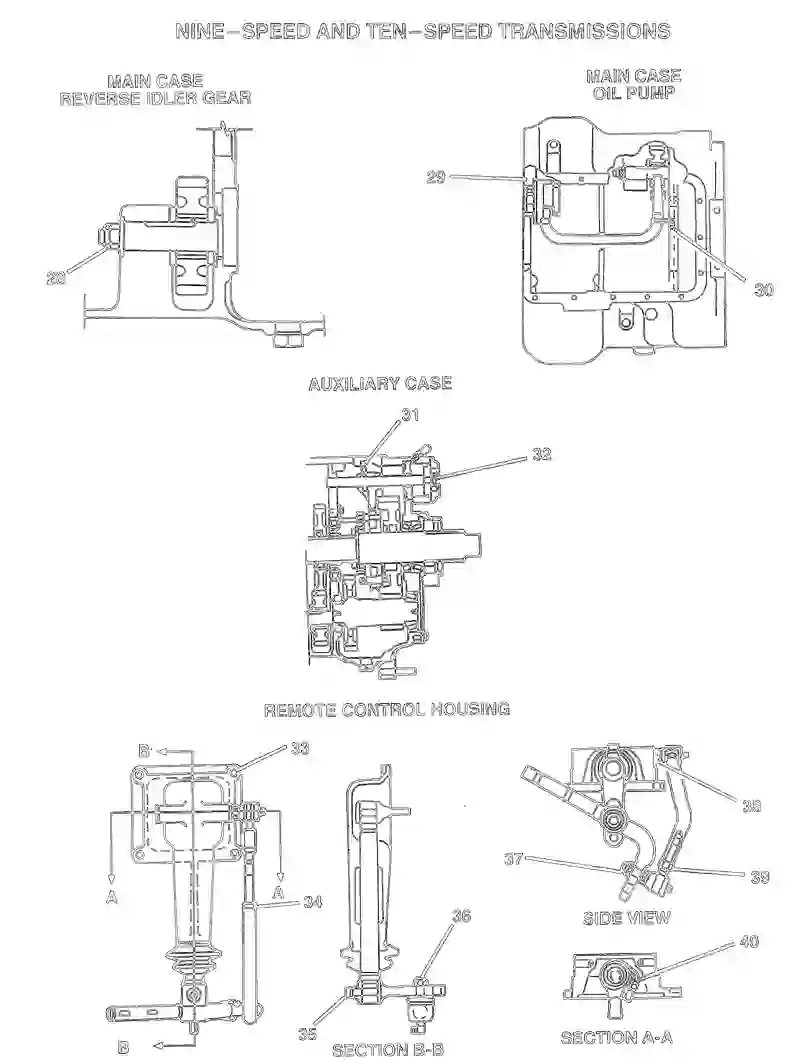 NINE-SPEED AND TEN-SPEED TRANSMISSIONS
MAIN CASE
REVERSE IDLER GEAR
MAIN CASE
OIL PUMP
29
28
30
AUXILIARY CASE
31
32
REMOTE CONTROL HOUSING
B
33
38
37
39
A
A
34
36
SIDE VIEW
40
35
B
SECTION B-B
SECTION A-A